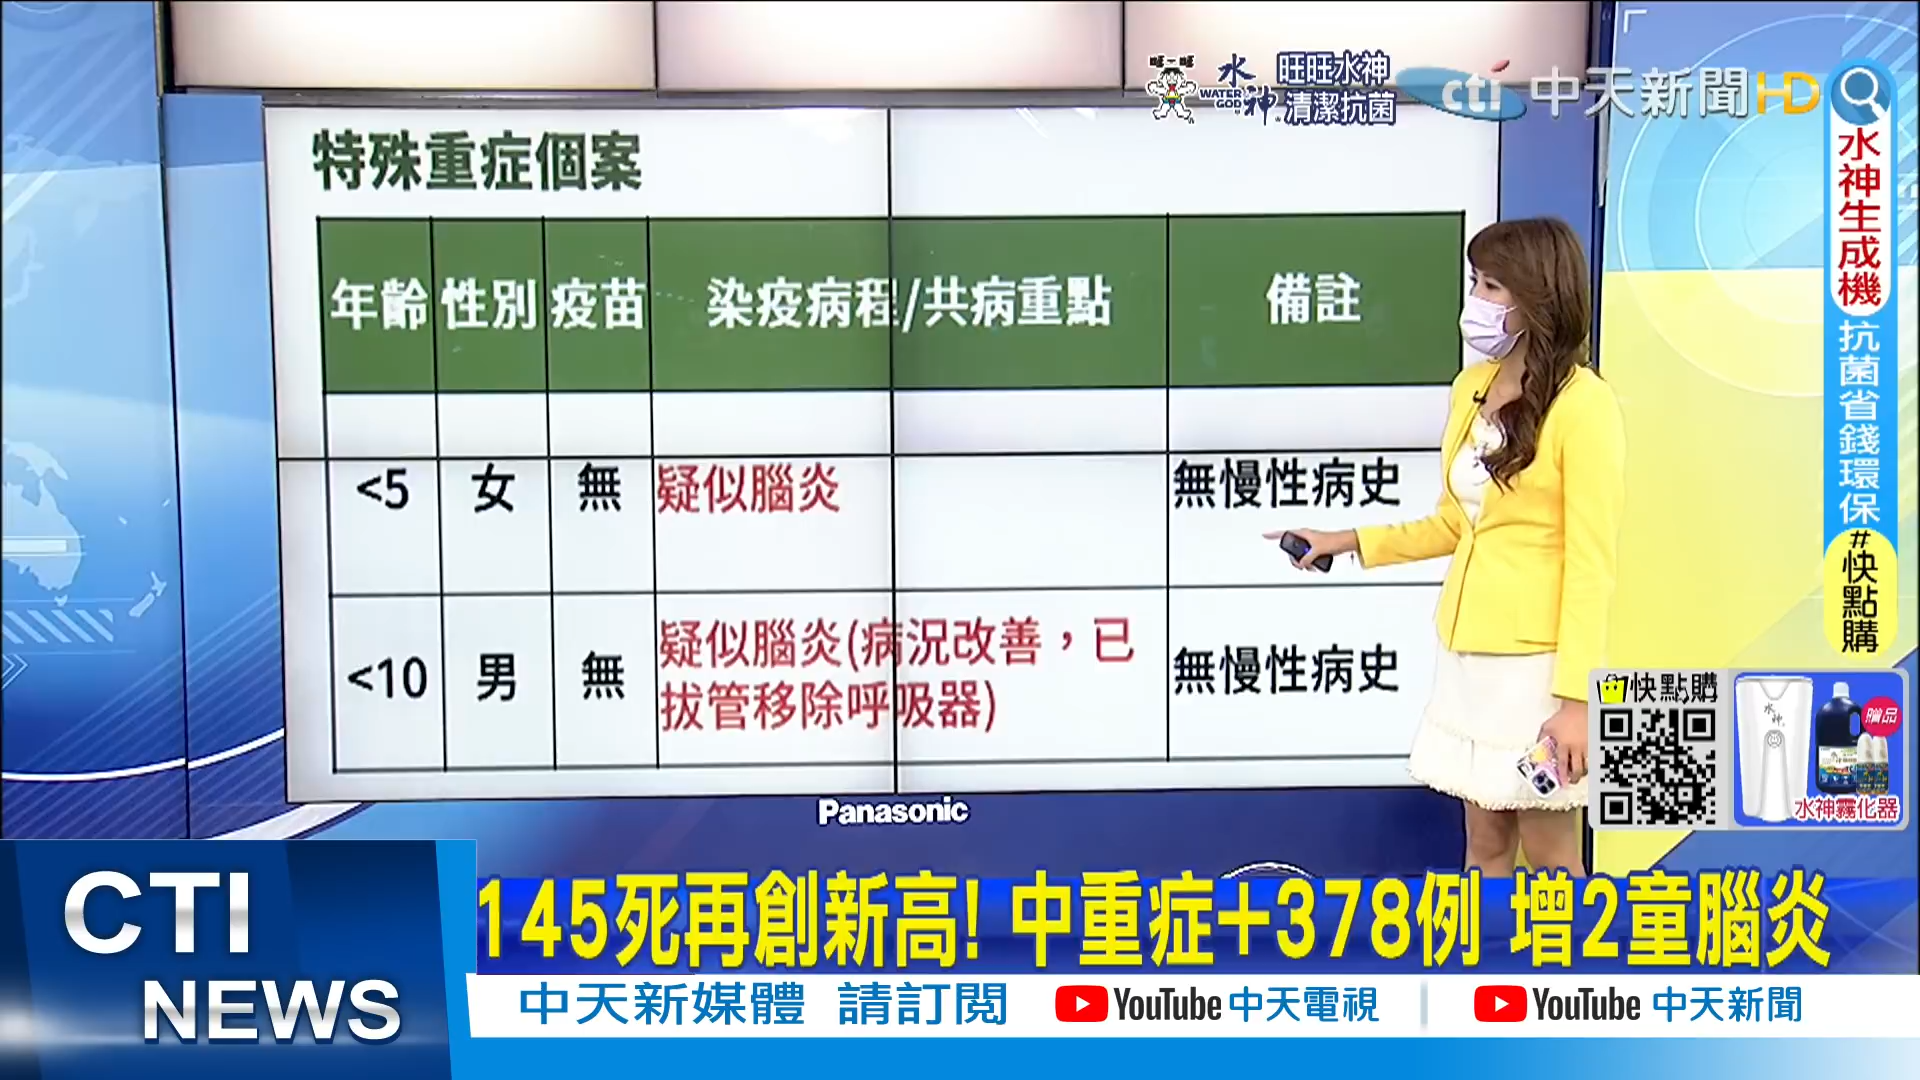 旺一旺
水神
WATER GOD
旺旺水神
清潔抗菌
cti 中天新聞HD
水神生成機 抗菌省錢環保 #快點購
特殊重症個案
年齡 性別 疫苗 染疫病程/共病重點 備註
<5 女 無 疑似腦炎 無慢性病史
<10 男 無 疑似腦炎(病況改善，已拔管移除呼吸器) 無慢性病史
Panasonic
快點購
水神
贈品
水神霧化器
145死再創新高! 中重症+378例 增2童腦炎
CTI NEWS
中天新媒體 請訂閱 YouTube 中天電視 | YouTube 中天新聞